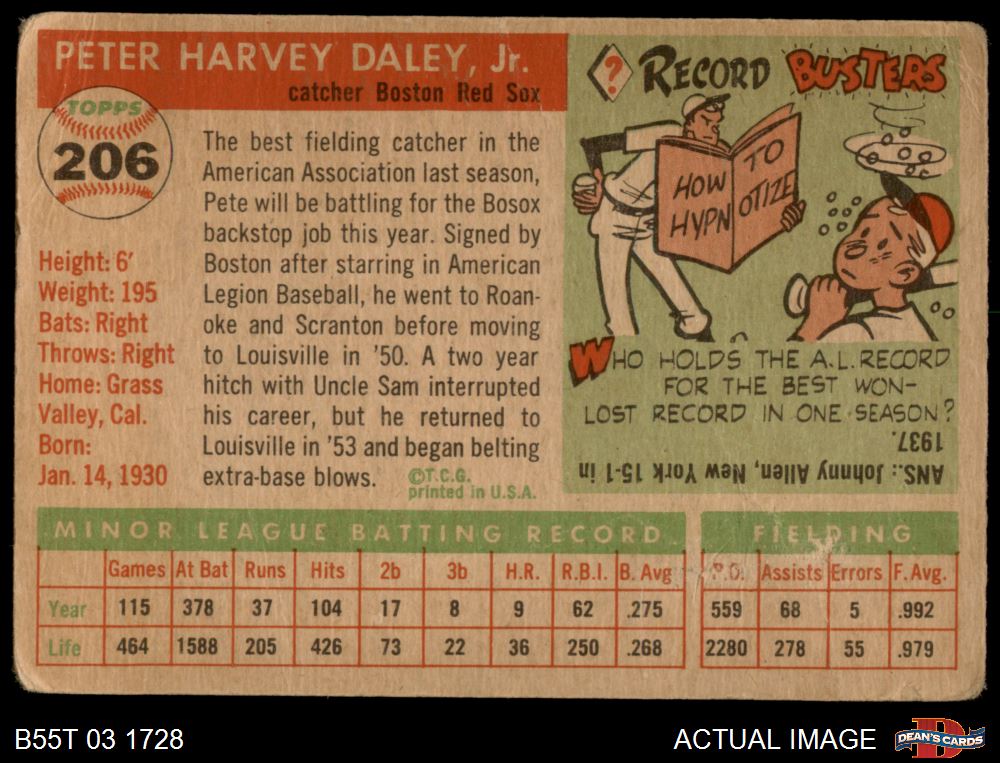 PETER HARVEY DALEY, Jr.
catcher Boston Red Sox
TOPPS
206
Height: 6'
Weight: 195
Bats: Right
Throws: Right
Home: Grass
Valley, Cal.
Born:
Jan. 14, 1930
The best fielding catcher in the
American Association last season,
Pete will be battling for the Bosox
backstop job this year. Signed by
Boston after starring in American
Legion Baseball, he went to Roan-
oke and Scranton before moving
to Louisville in '50. A two year
hitch with Uncle Sam interrupted
his career, but he returned to
Louisville in '53 and began belting
extra-base blows.
©T.C.G.
printed in U.S.A.
? RECORD BUSTERS
HOW TO
HYPNOTIZE
WHO HOLDS THE A.L. RECORD
FOR THE BEST WON-
LOST RECORD IN ONE SEASON?
ANS.: Johnny Allen, New York 15-1 in
1937.
MINOR LEAGUE BATTING RECORD
Games At Bat Runs Hits 2b 3b H.R. R.B.I. B. Avg
Year 115 378 37 104 17 8 9 62 .275
Life 464 1588 205 426 73 22 36 250 .268
FIELDING
P.O. Assists Errors F. Avg.
559 68 5 .992
2280 278 55 .979
B55T 03 1728
ACTUAL IMAGE
DEAN'S CARDS